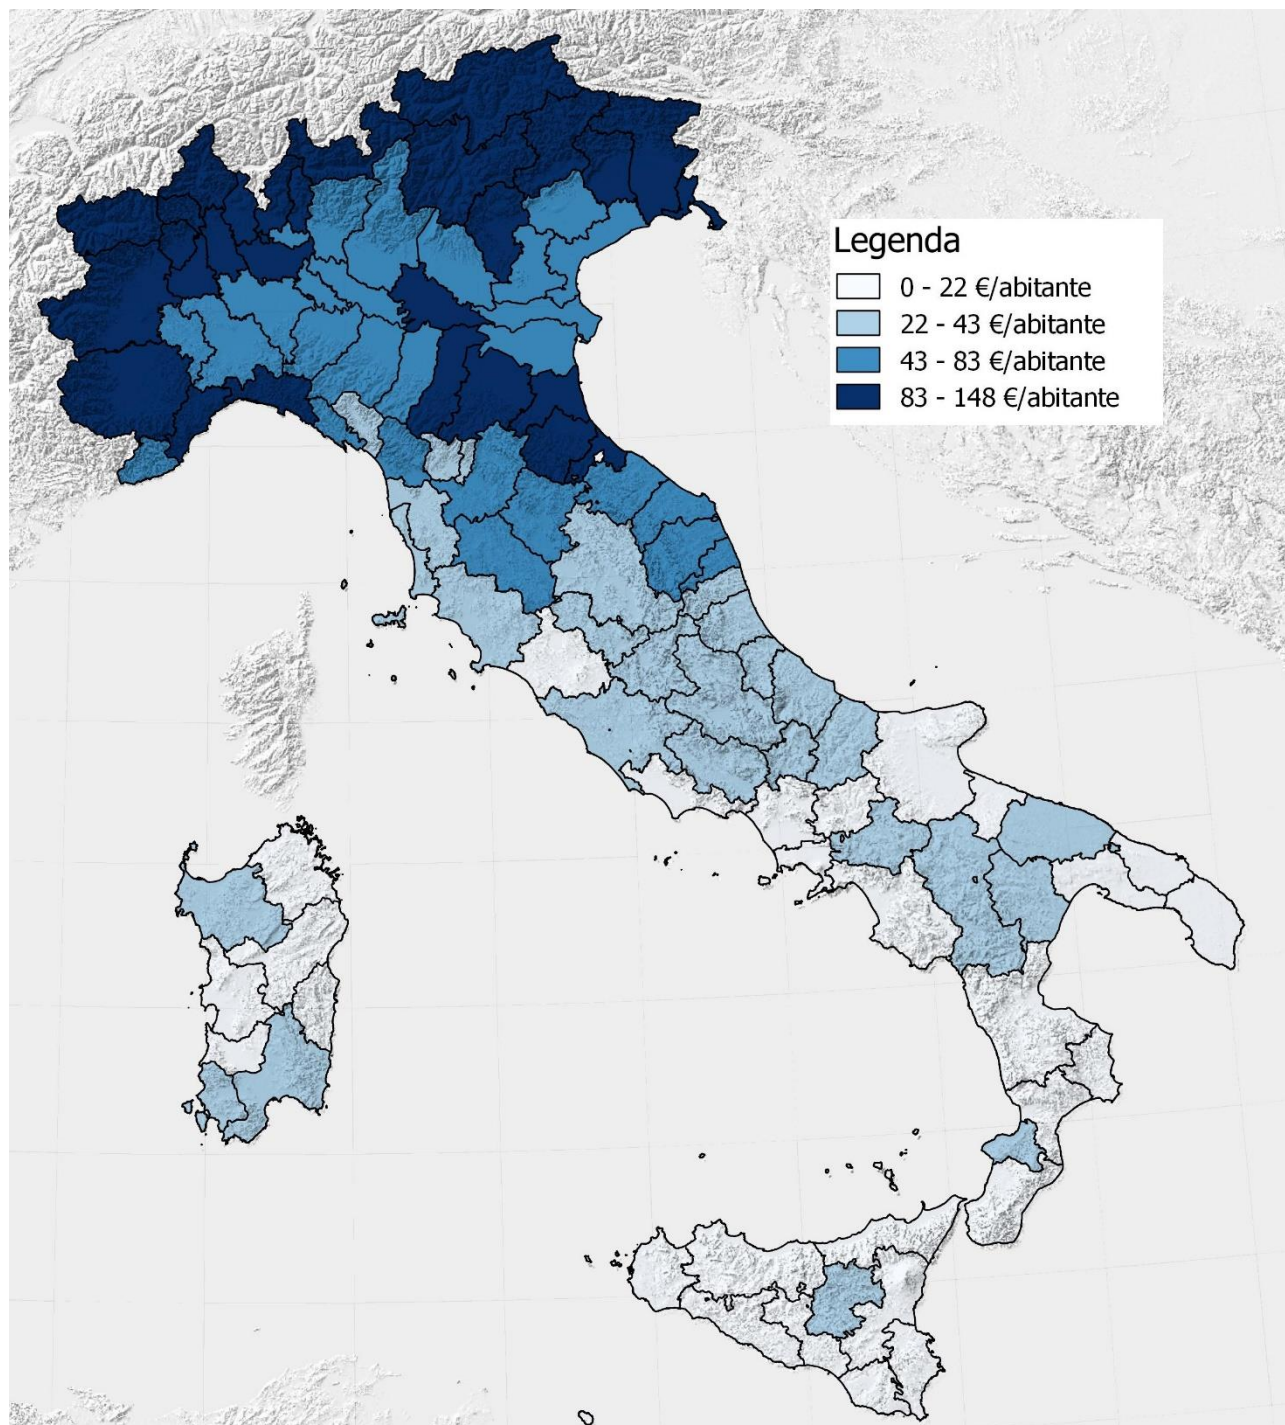 Legenda
0 - 22 €/abitante
22 - 43 €/abitante
43 - 83 €/abitante
83 - 148 €/abitante